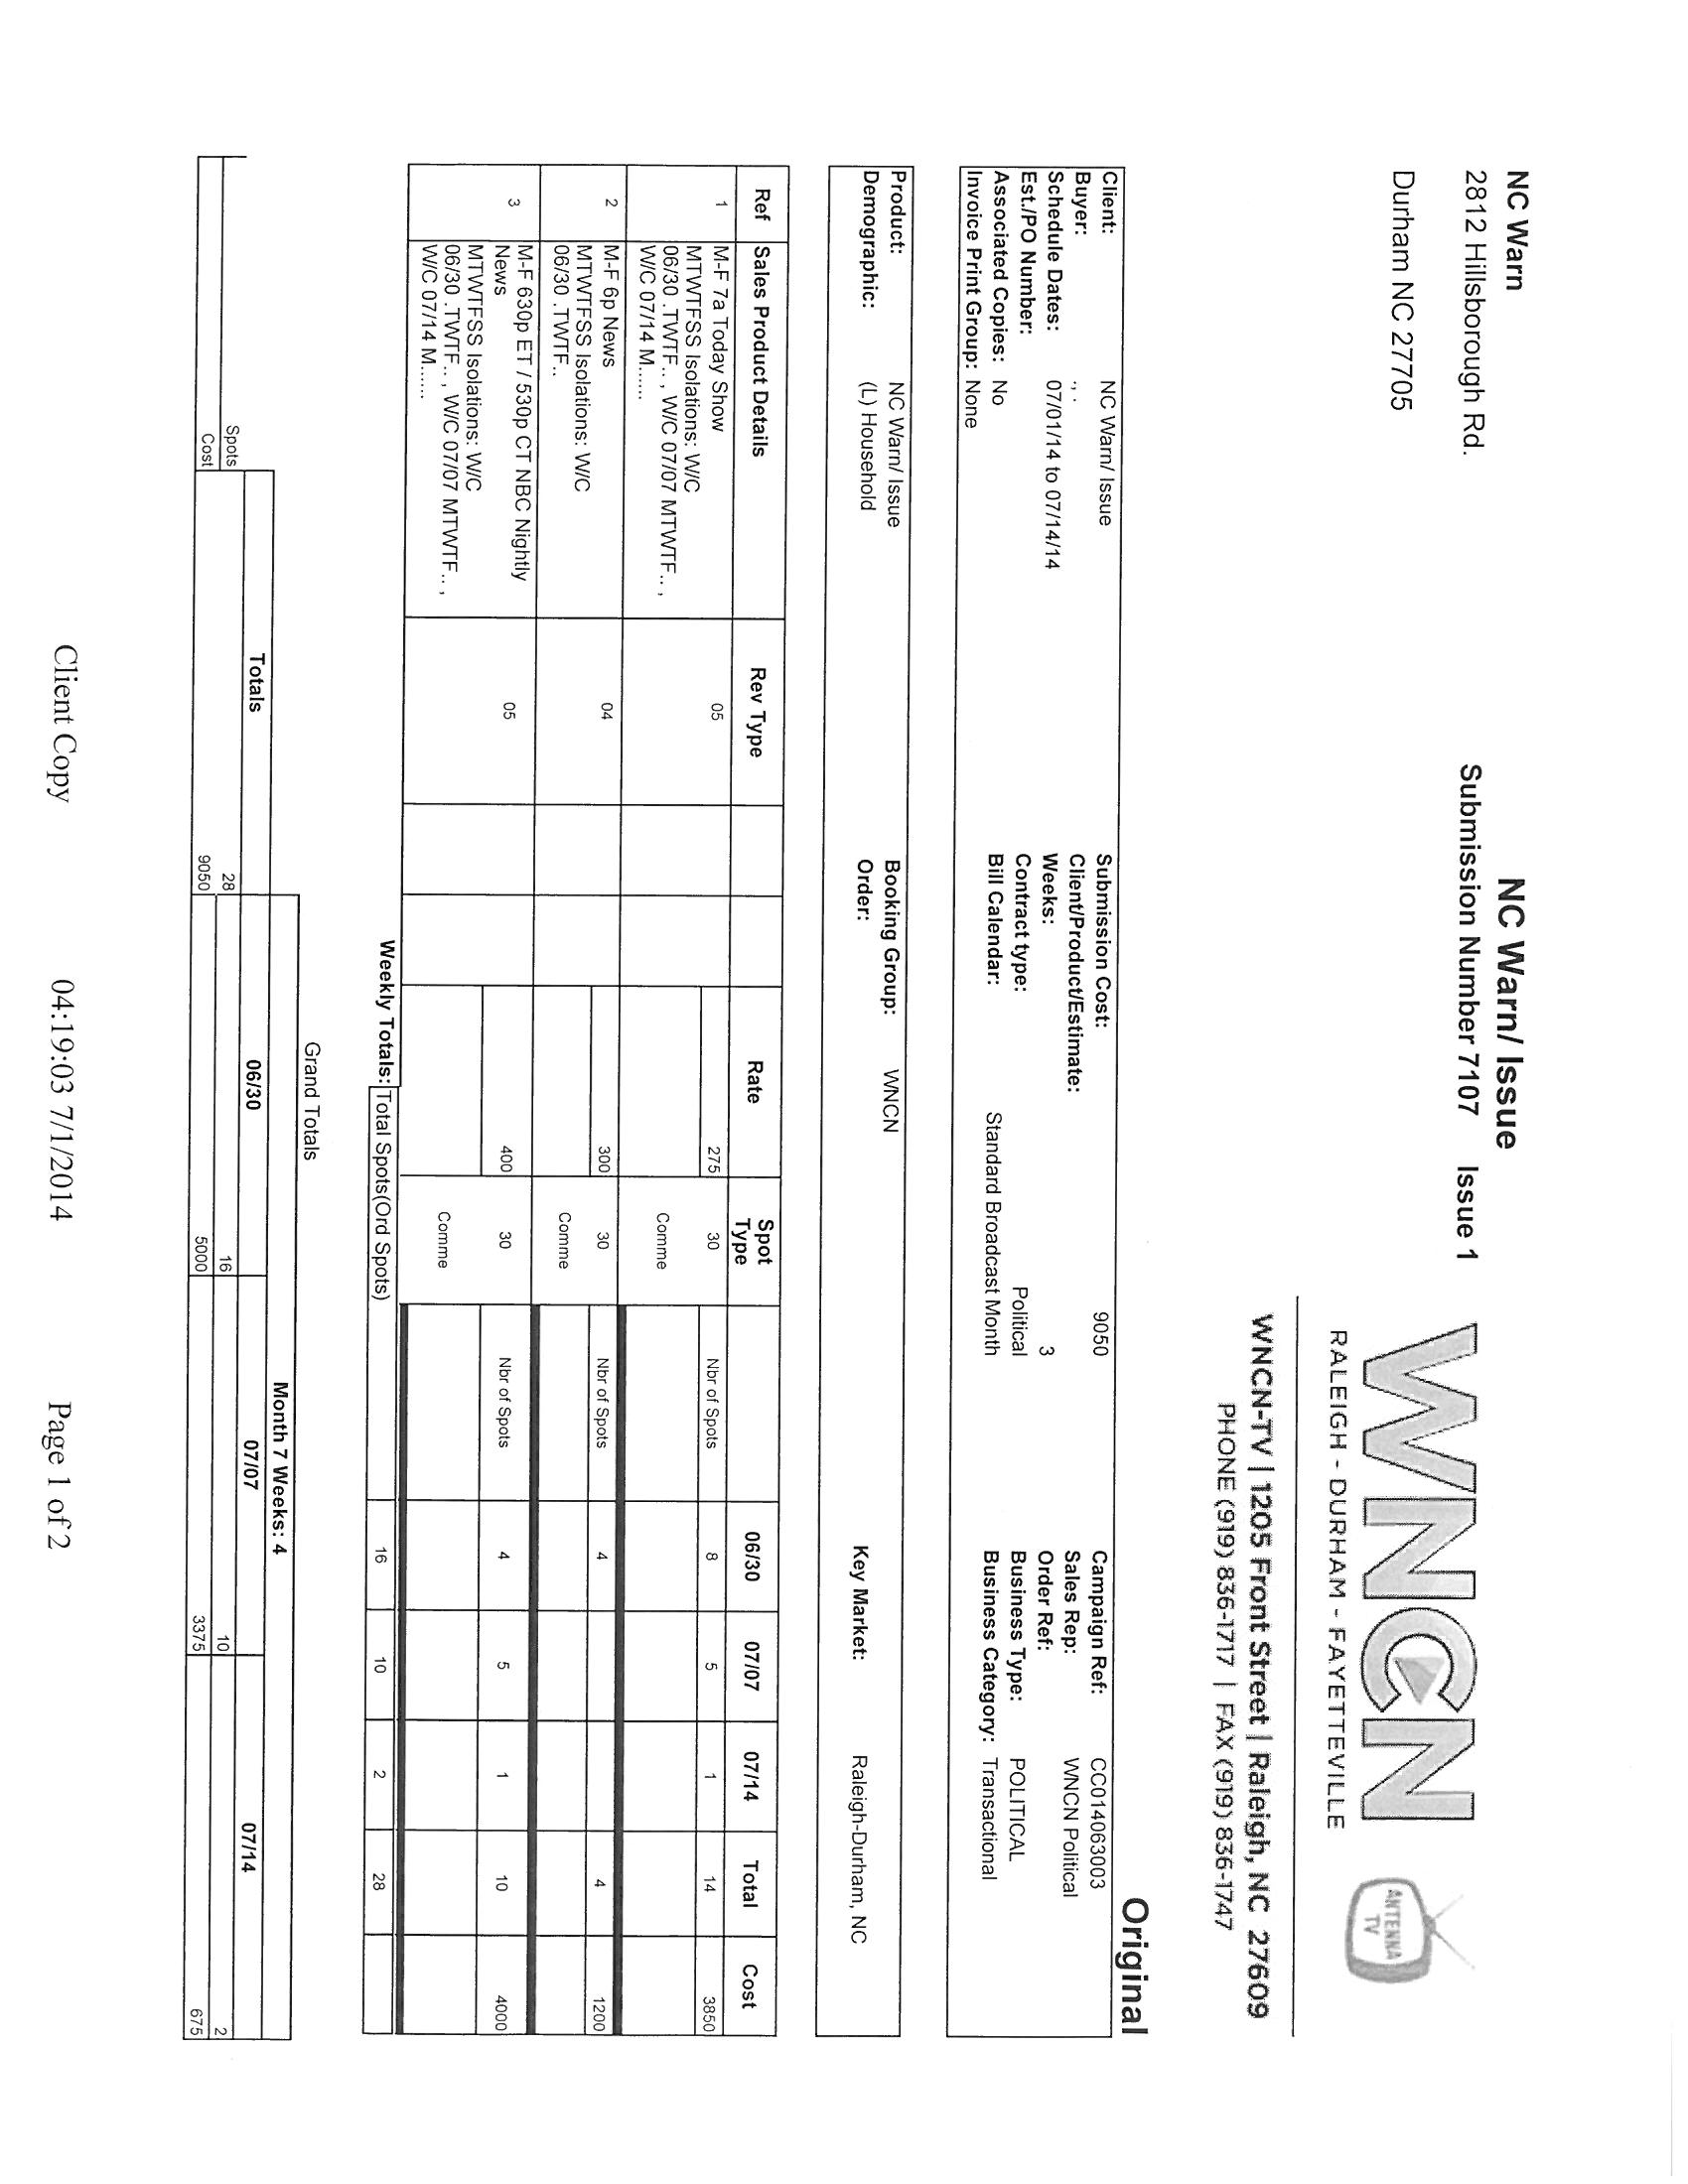 NC Warn
2812 Hillsborough Rd.
Durham NC 27705
NC Warn/ Issue
Submission Number 7107 Issue 1
WNCN
RALEIGH - DURHAM - FAYETTEVILLE
ANTENNA
TV
WNCN-TV | 1205 Front Street | Raleigh, NC 27609
PHONE (919) 836-1717 | FAX (919) 836-1747
Original
Client: NC Warn/ Issue Submission Cost: 9050 Campaign Ref: CC014063003
Buyer: ., . Client/Product/Estimate: Sales Rep: WNCN Political
Schedule Dates: 07/01/14 to 07/14/14 Weeks: 3 Order Ref:
Est./PO Number: Contract type: Political Business Type: POLITICAL
Associated Copies: No Bill Calendar: Standard Broadcast Month Business Category: Transactional
Invoice Print Group: None
Product: NC Warn/ Issue Booking Group: WNCN
Demographic: (L) Household Order: Key Market: Raleigh-Durham, NC
Ref Sales Product Details Rev Type Rate Spot Type 06/30 07/07 07/14 Total Cost
1 M-F 7a Today Show 05 275 30 Nbr of Spots 8 5 1 14 3850
MTWTFSS Isolations: W/C
06/30 .TWTF.. , W/C 07/07 MTWTF.. , Comme
W/C 07/14 M......
2 M-F 6p News 04 300 30 Nbr of Spots 4 4 1200
MTWTFSS Isolations: W/C
06/30 .TWTF.. Comme
3 M-F 630p ET / 530p CT NBC Nightly 05 400 30 Nbr of Spots 4 5 1 10 4000
News
MTWTFSS Isolations: W/C
06/30 .TWTF.. , W/C 07/07 MTWTF.. , Comme
W/C 07/14 M......
Weekly Totals: Total Spots(Ord Spots) 16 10 2 28
Grand Totals
Month 7 Weeks: 4
Totals 06/30 07/07 07/14
Spots 28 16 10 2
Cost 9050 5000 3375 675
Client Copy 04:19:03 7/1/2014 Page 1 of 2